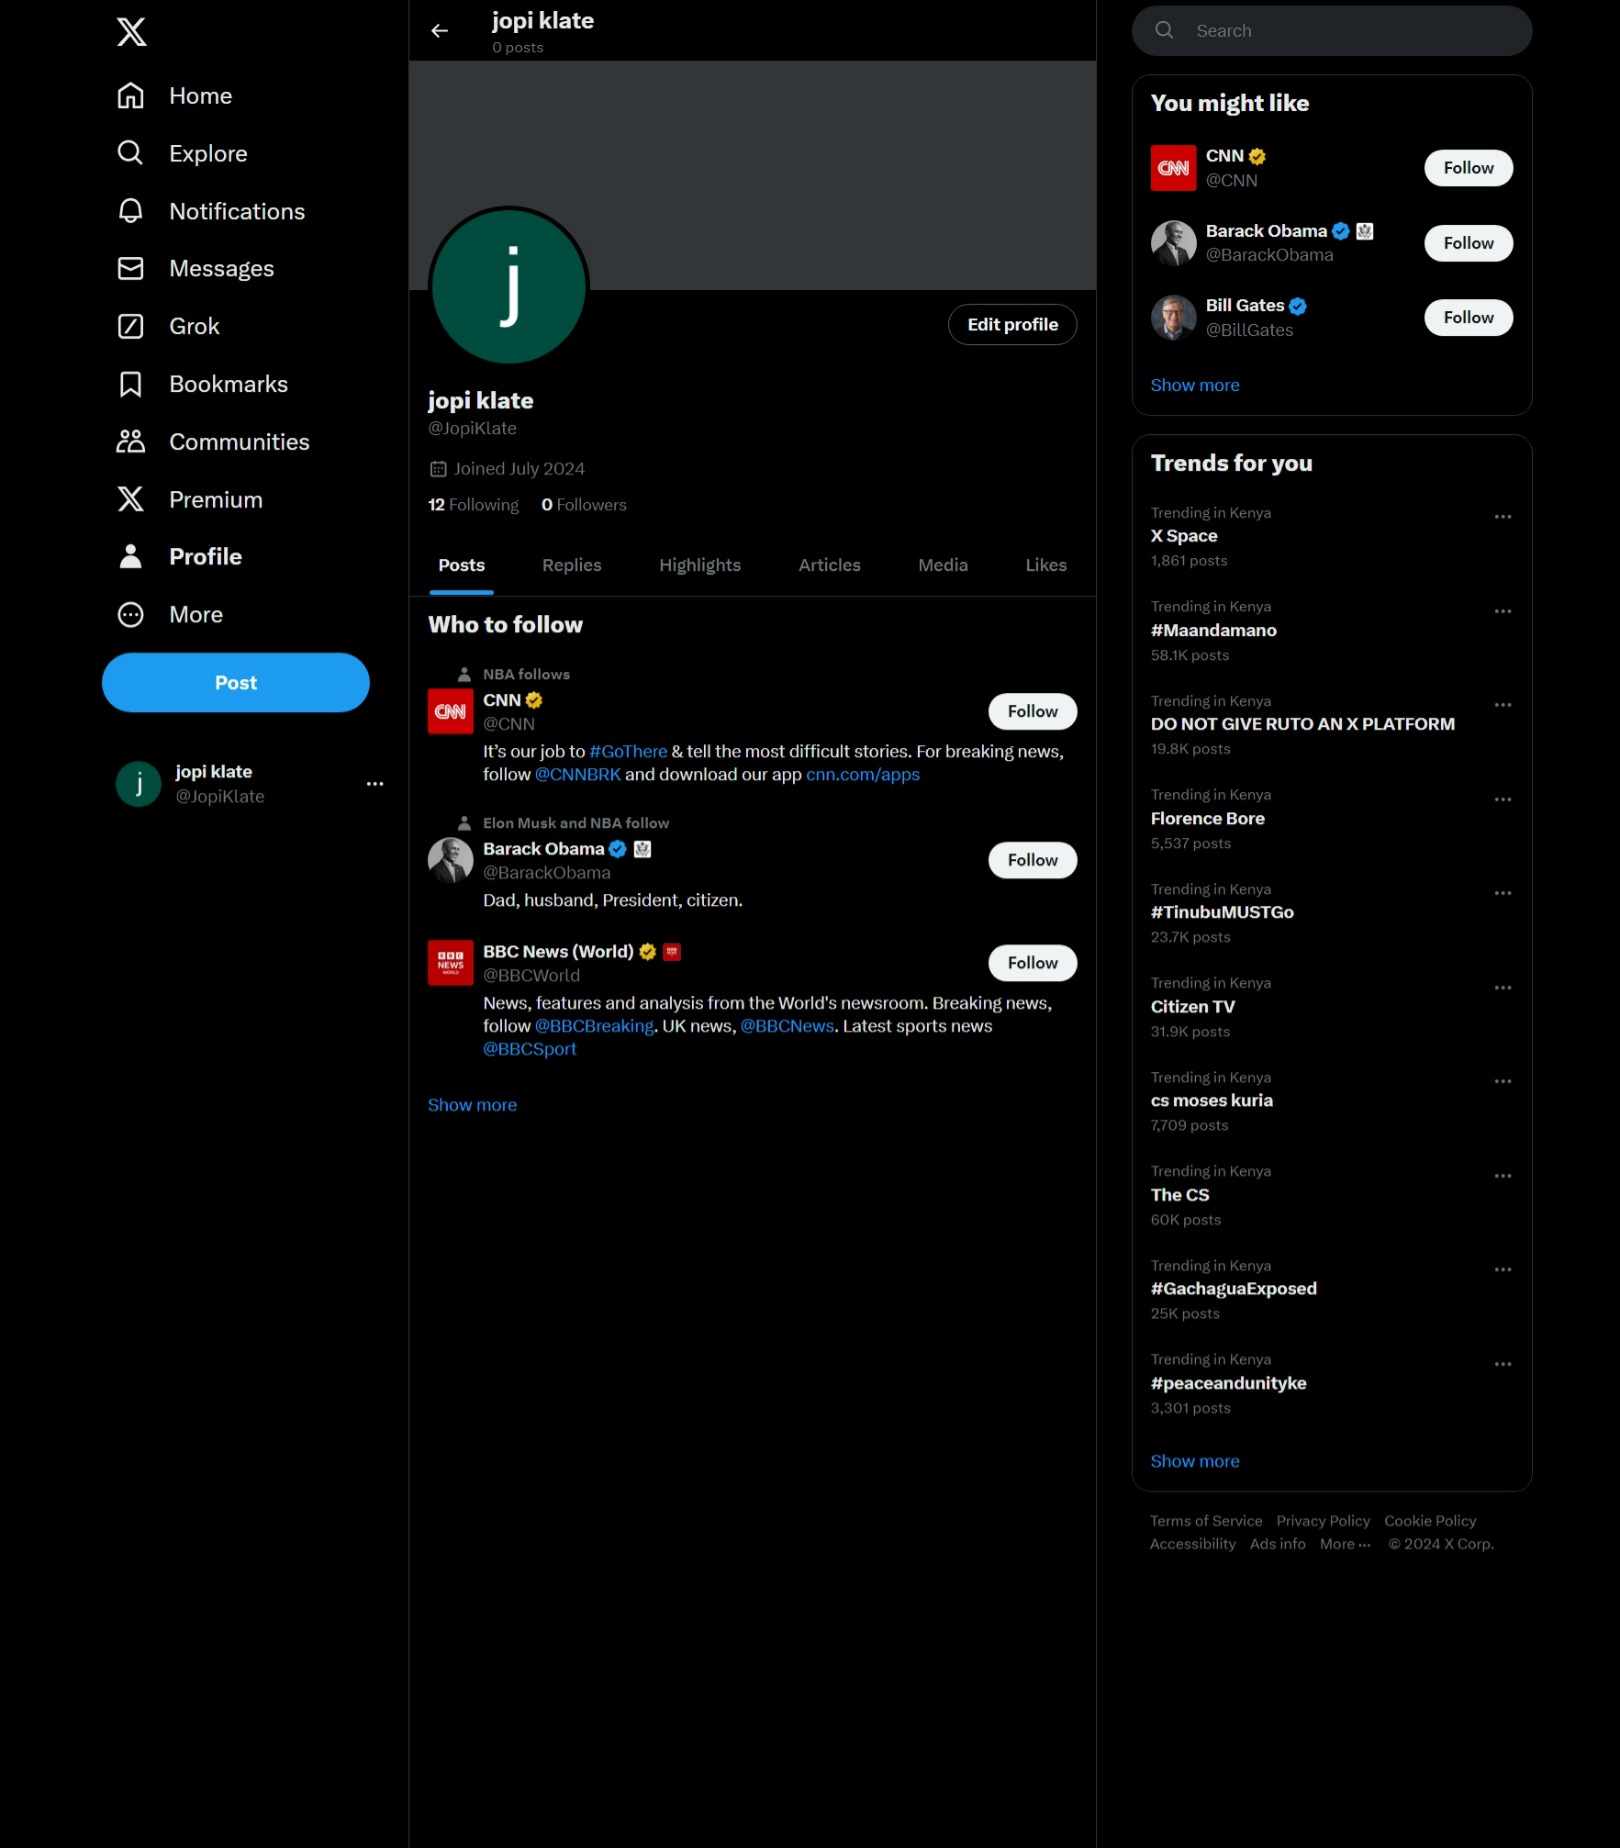 Home
Explore
Notifications
Messages
Grok
Bookmarks
Communities
Premium
Profile
More
Post
jopi klate
@JopiKlate
jopi klate
0 posts
j
Edit profile
jopi klate
@JopiKlate
Joined July 2024
12 Following 0 Followers
Posts Replies Highlights Articles Media Likes
Who to follow
NBA follows
CNN
CNN
@CNN
Follow
It’s our job to #GoThere & tell the most difficult stories. For breaking news,
follow @CNNBRK and download our app cnn.com/apps
Elon Musk and NBA follow
Barack Obama
@BarackObama
Follow
Dad, husband, President, citizen.
BBC
NEWS
WORLD
BBC News (World)
@BBCWorld
Follow
News, features and analysis from the World's newsroom. Breaking news,
follow @BBCBreaking. UK news, @BBCNews. Latest sports news
@BBCSport
Show more
Search
You might like
CNN
CNN
@CNN
Follow
Barack Obama
@BarackObama
Follow
Bill Gates
@BillGates
Follow
Show more
Trends for you
Trending in Kenya
X Space
1,861 posts
Trending in Kenya
#Maandamano
58.1K posts
Trending in Kenya
DO NOT GIVE RUTO AN X PLATFORM
19.8K posts
Trending in Kenya
Florence Bore
5,537 posts
Trending in Kenya
#TinubuMUSTGo
23.7K posts
Trending in Kenya
Citizen TV
31.9K posts
Trending in Kenya
cs moses kuria
7,709 posts
Trending in Kenya
The CS
60K posts
Trending in Kenya
#GachaguaExposed
25K posts
Trending in Kenya
#peaceandunityke
3,301 posts
Show more
Terms of Service Privacy Policy Cookie Policy
Accessibility Ads info More ··· © 2024 X Corp.
j